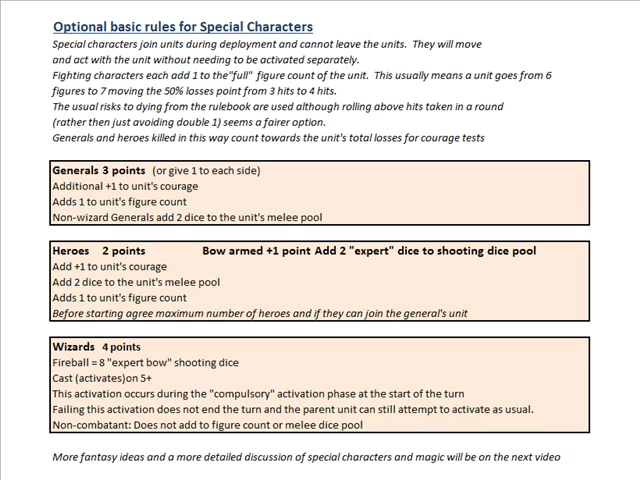 Optional basic rules for Special Characters
Special characters join units during deployment and cannot leave the units.  They will move
and act with the unit without needing to be activated separately.
Fighting characters each add 1 to the"full"  figure count of the unit.  This usually means a unit goes from 6
figures to 7 moving the 50% losses point from 3 hits to 4 hits.
The usual risks to dying from the rulebook are used although rolling above hits taken in a round
(rather then just avoiding double 1) seems a fairer option.
Generals and heroes killed in this way count towards the unit's total losses for courage tests
Generals 3 points  (or give 1 to each side)
Additional +1 to unit's courage
Adds 1 to unit's figure count
Non-wizard Generals add 2 dice to the unit's melee pool
Heroes    2 points    Bow armed +1 point Add 2 "expert" dice to shooting dice pool
Add +1 to unit's courage
Add 2 dice to the unit's melee pool
Adds 1 to unit's figure count
Before starting agree maximum number of heroes and if they can join the general's unit
Wizards  4 points
Fireball = 8 "expert bow" shooting dice
Cast (activates)on 5+
This activation occurs during the "compulsory" activation phase at the start of the turn
Failing this activation does not end the turn and the parent unit can still attempt to activate as usual.
Non-combatant: Does not add to figure count or melee dice pool
More fantasy ideas and a more detailed discussion of special characters and magic will be on the next video